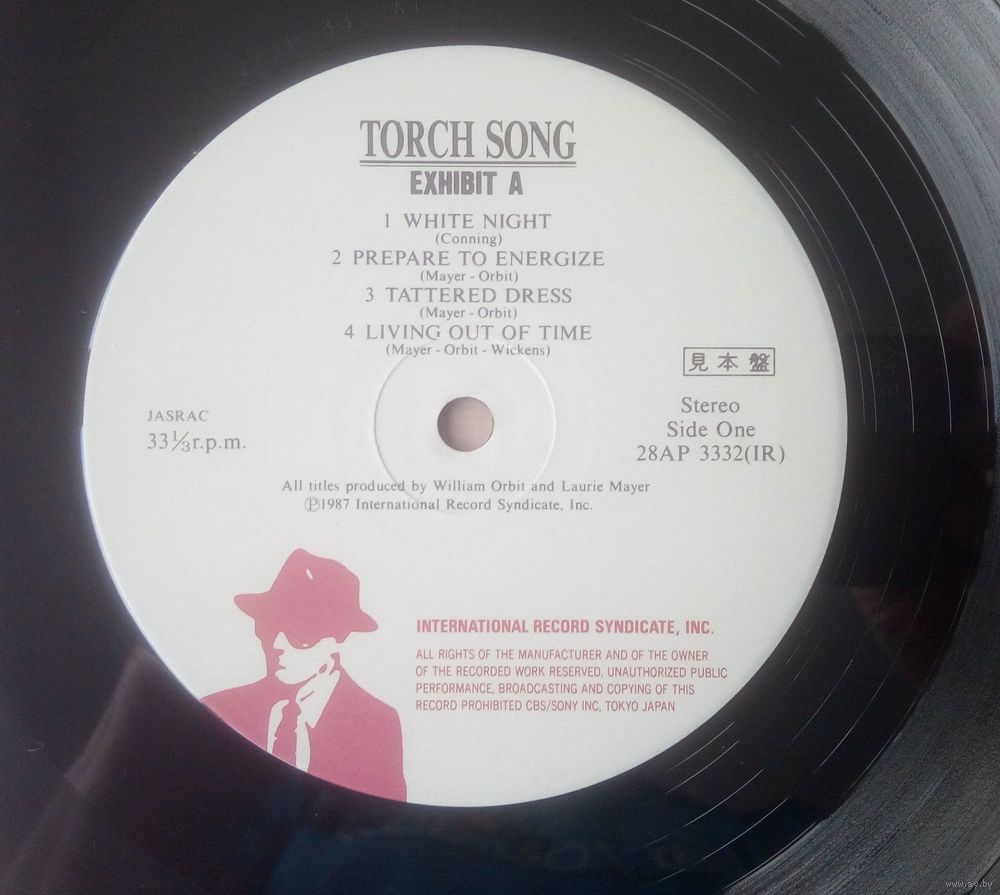 TORCH SONG
EXHIBIT A
1 WHITE NIGHT
(Conning)
2 PREPARE TO ENERGIZE
(Mayer - Orbit)
3 TATTERED DRESS
(Mayer - Orbit)
4 LIVING OUT OF TIME
(Mayer - Orbit - Wickens)
見本盤
JASRAC
33⅓r.p.m.
Stereo
Side One
28AP 3332(IR)
All titles produced by William Orbit and Laurie Mayer
Ⓟ1987 International Record Syndicate, Inc.
INTERNATIONAL RECORD SYNDICATE, INC.
ALL RIGHTS OF THE MANUFACTURER AND OF THE OWNER
OF THE RECORDED WORK RESERVED, UNAUTHORIZED PUBLIC
PERFORMANCE, BROADCASTING AND COPYING OF THIS
RECORD PROHIBITED CBS/SONY INC, TOKYO JAPAN
www.ay.by